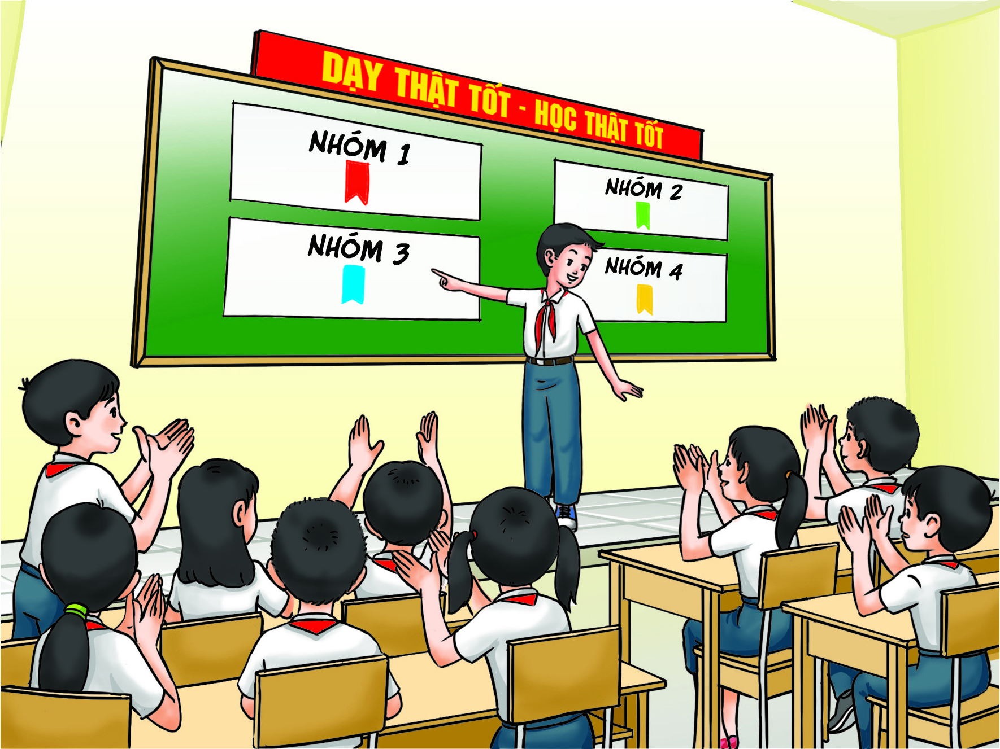 DẠY THẬT TỐT - HỌC THẬT TỐT
NHÓM 1
NHÓM 2
NHÓM 3
NHÓM 4